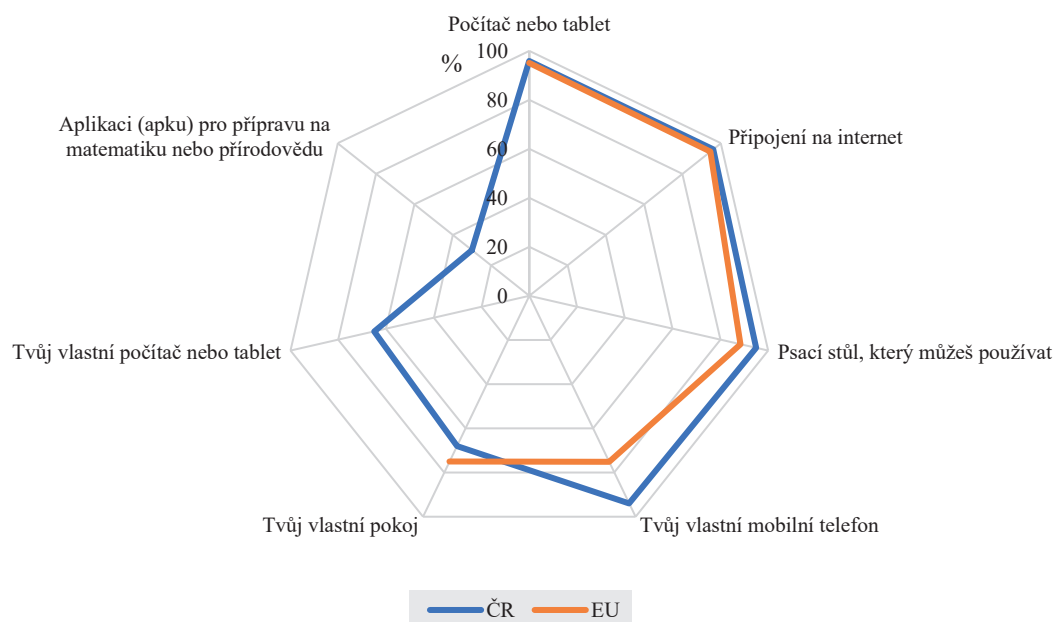 Počítač nebo tablet
100
%
80
60
40
20
0
Aplikaci (apku) pro přípravu na
matematiku nebo přírodovědu
Připojení na internet
Tvůj vlastní počítač nebo tablet
Psací stůl, který můžeš používat
Tvůj vlastní pokoj
Tvůj vlastní mobilní telefon
ČR
EU